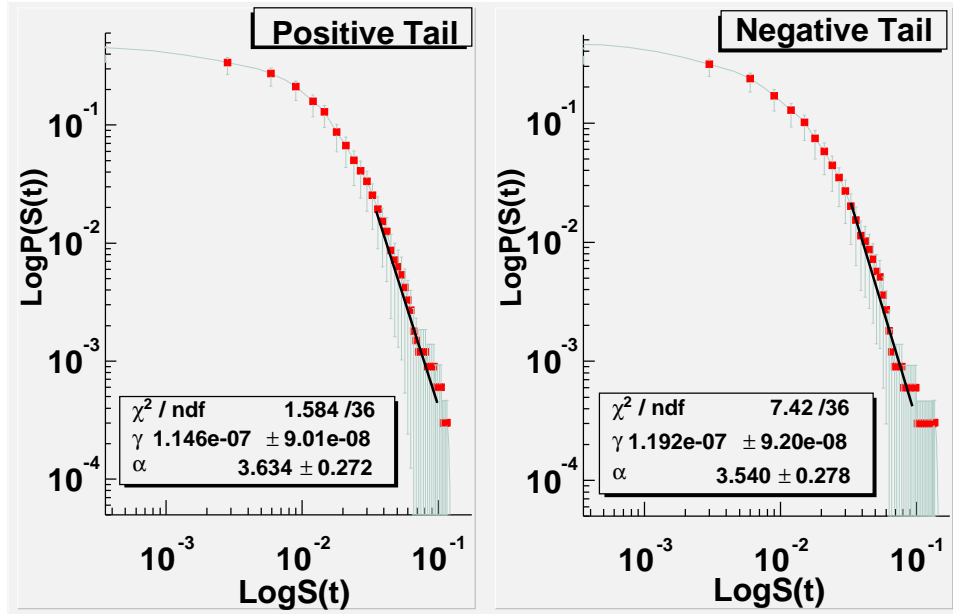 Positive Tail
LogP(S(t))
10⁻¹
10⁻²
10⁻³
10⁻⁴
χ² / ndf 1.584 /36
γ 1.146e-07 ± 9.01e-08
α 3.634 ± 0.272
10⁻³ 10⁻² 10⁻¹
LogS(t)
Negative Tail
LogP(S(t))
10⁻¹
10⁻²
10⁻³
10⁻⁴
χ² / ndf 7.42 /36
γ 1.192e-07 ± 9.20e-08
α 3.540 ± 0.278
10⁻³ 10⁻² 10⁻¹
LogS(t)